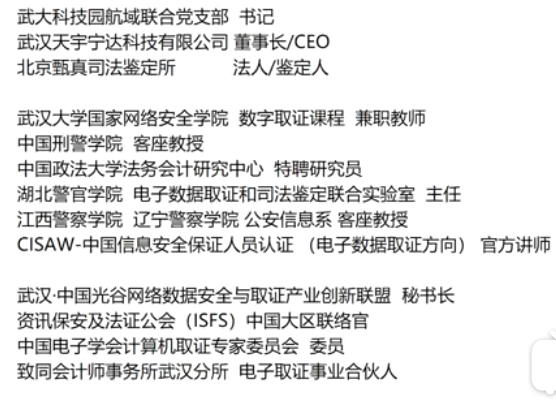 武大科技园航域联合党支部 书记
武汉天宇宁达科技有限公司 董事长/CEO
北京甄真司法鉴定所 法人/鉴定人
武汉大学国家网络安全学院 数字取证课程 兼职教师
中国刑警学院 客座教授
中国政法大学法务会计研究中心 特聘研究员
湖北警官学院 电子数据取证和司法鉴定联合实验室 主任
江西警察学院 辽宁警察学院 公安信息系 客座教授
CISAW-中国信息安全保证人员认证 （电子数据取证方向） 官方讲师
武汉·中国光谷网络数据安全与取证产业创新联盟 秘书长
资讯保安及法证公会（ISFS）中国大区联络官
中国电子学会计算机取证专家委员会 委员
致同会计师事务所武汉分所 电子取证事业合伙人